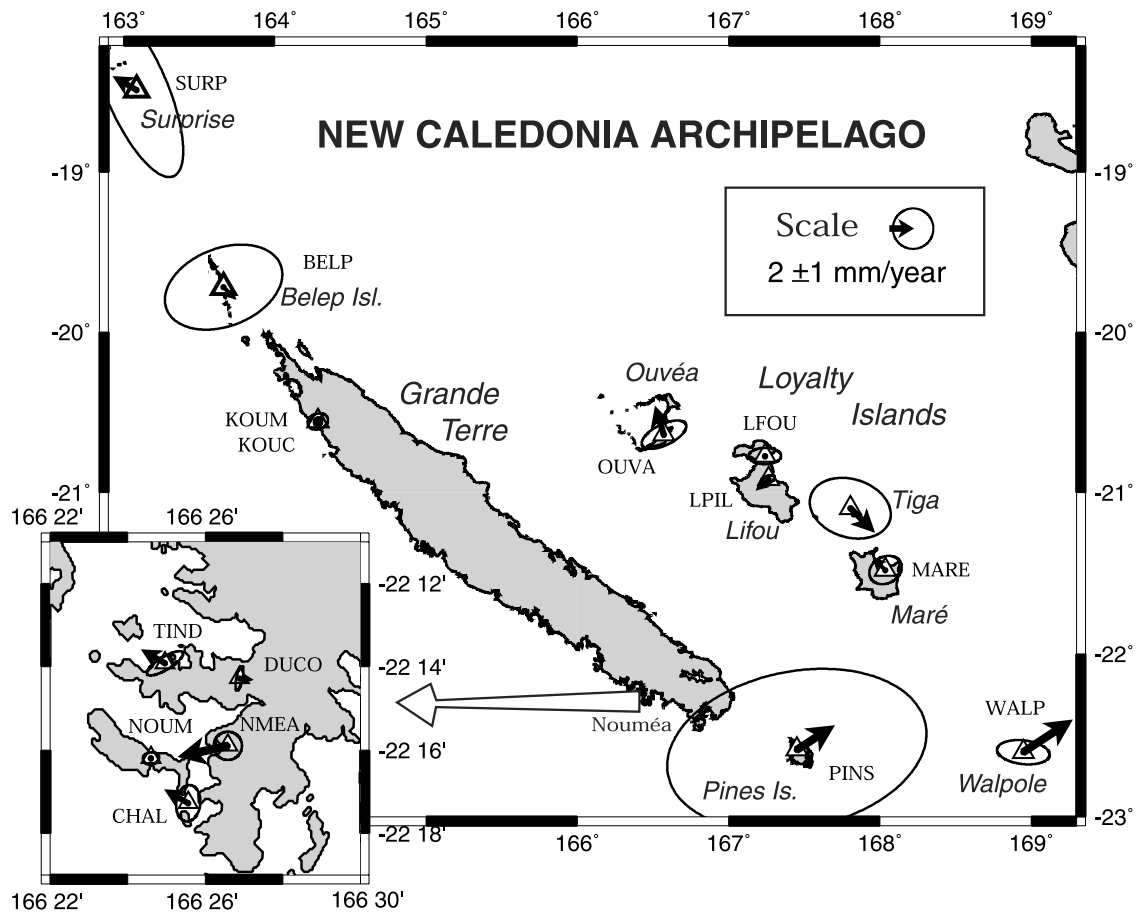 163˚ 164˚ 165˚ 166˚ 167˚ 168˚ 169˚
SURP
Surprise
NEW CALEDONIA ARCHIPELAGO
-19˚ -19˚
Scale
2 ±1 mm/year
BELP
Belep Isl.
-20˚ -20˚
Ouvéa
Loyalty
Islands
Grande
Terre
KOUM
KOUC
LFOU
OUVA
LPIL
Lifou
Tiga
-21˚ -21˚
MARE
Maré
166 22' 166 26'
-22 12'
TIND
DUCO
-22 14'
-22˚
NOUM
NMEA
-22 16'
Nouméa
WALP
PINS
Pines Is.
Walpole
CHAL
-22 18'
-23˚
163˚ 164˚ 165˚ 166˚ 167˚ 168˚ 169˚
166 22' 166 26' 166 30'